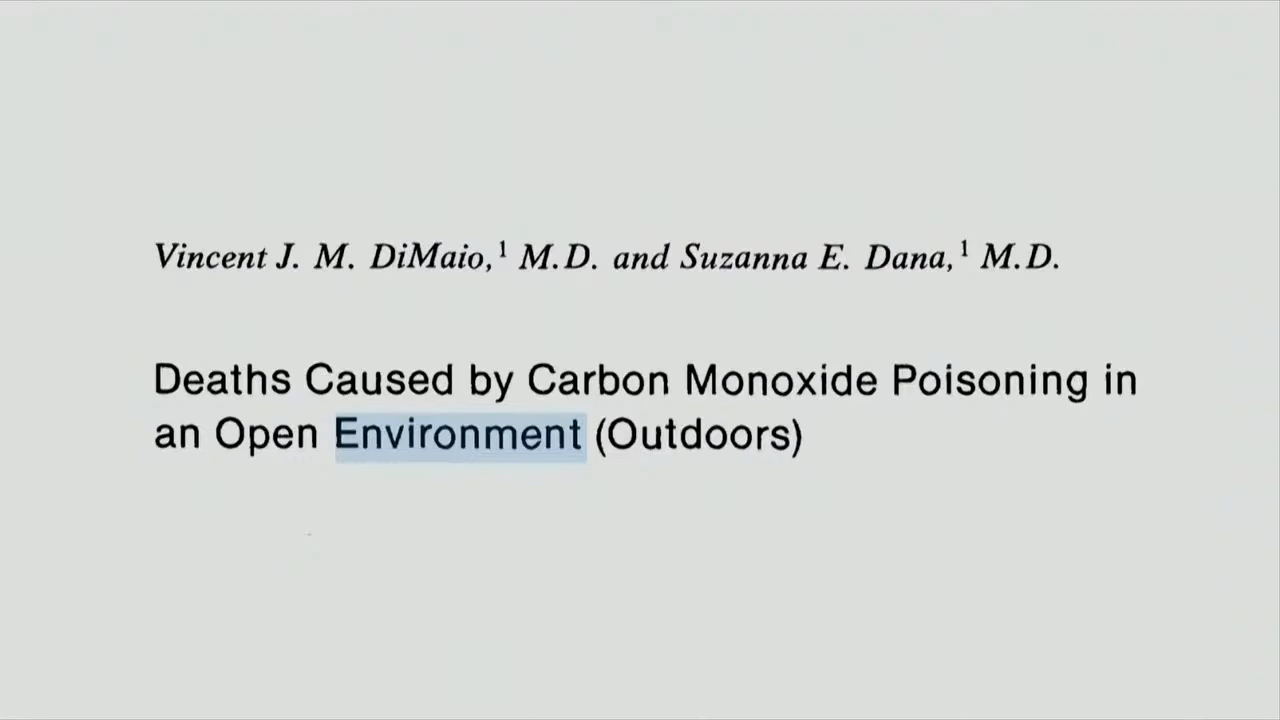 Vincent J. M. DiMaio,¹ M.D. and Suzanna E. Dana,¹ M.D.
Deaths Caused by Carbon Monoxide Poisoning in
an Open Environment (Outdoors)